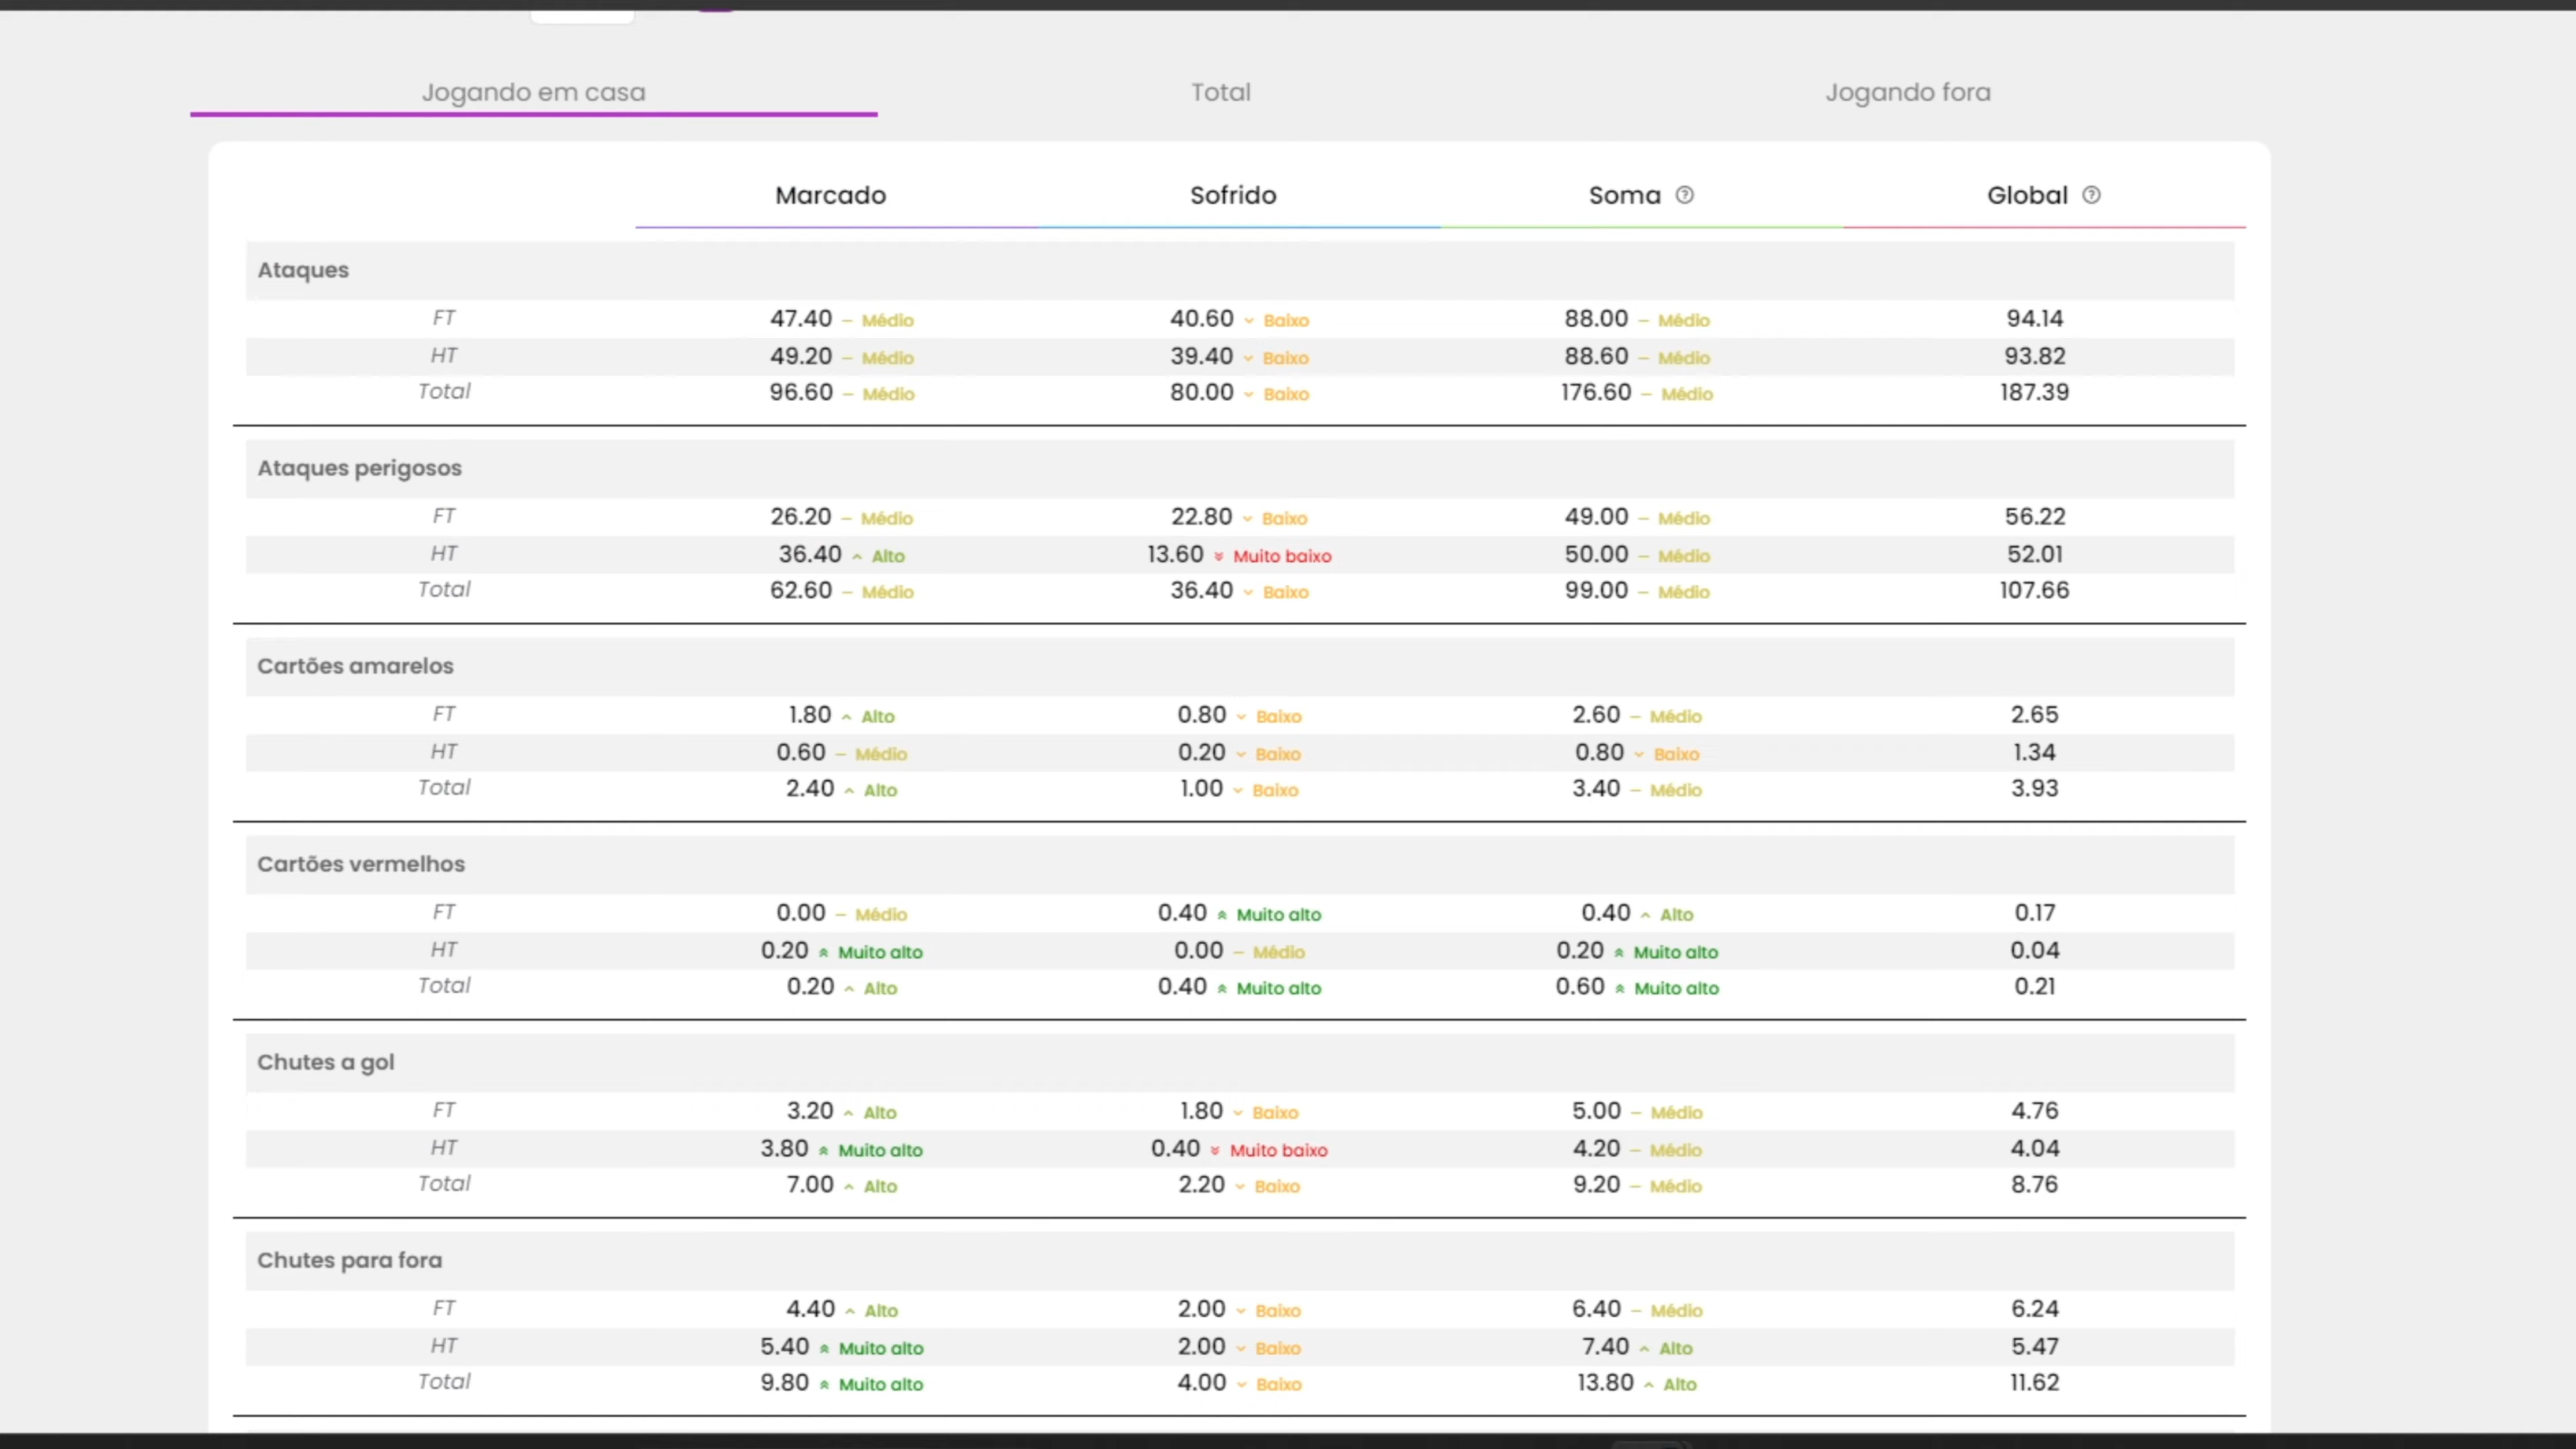 Jogando em casa Total Jogando fora
Marcado Sofrido Soma Global
Ataques
FT 47.40 – Médio 40.60 Baixo 88.00 – Médio 94.14
HT 49.20 – Médio 39.40 Baixo 88.60 – Médio 93.82
Total 96.60 – Médio 80.00 Baixo 176.60 – Médio 187.39
Ataques perigosos
FT 26.20 – Médio 22.80 Baixo 49.00 – Médio 56.22
HT 36.40 Alto 13.60 Muito baixo 50.00 – Médio 52.01
Total 62.60 – Médio 36.40 Baixo 99.00 – Médio 107.66
Cartões amarelos
FT 1.80 Alto 0.80 Baixo 2.60 – Médio 2.65
HT 0.60 – Médio 0.20 Baixo 0.80 Baixo 1.34
Total 2.40 Alto 1.00 Baixo 3.40 – Médio 3.93
Cartões vermelhos
FT 0.00 – Médio 0.40 Muito alto 0.40 Alto 0.17
HT 0.20 Muito alto 0.00 – Médio 0.20 Muito alto 0.04
Total 0.20 Alto 0.40 Muito alto 0.60 Muito alto 0.21
Chutes a gol
FT 3.20 Alto 1.80 Baixo 5.00 – Médio 4.76
HT 3.80 Muito alto 0.40 Muito baixo 4.20 – Médio 4.04
Total 7.00 Alto 2.20 Baixo 9.20 – Médio 8.76
Chutes para fora
FT 4.40 Alto 2.00 Baixo 6.40 – Médio 6.24
HT 5.40 Muito alto 2.00 Baixo 7.40 Alto 5.47
Total 9.80 Muito alto 4.00 Baixo 13.80 Alto 11.62